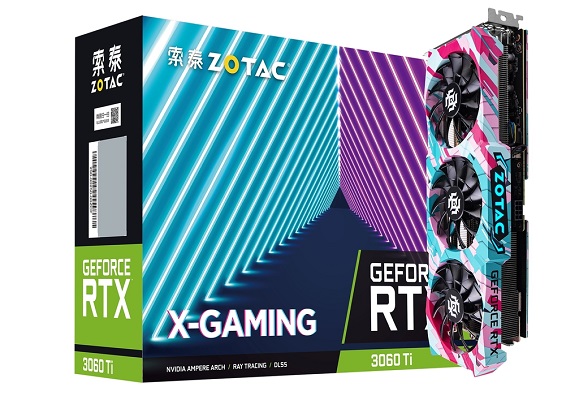 索泰
ZOTAC
GEFORCE
RTX
3060 Ti
索泰 ZOTAC
X-GAMING
GEFOR
RT
3060 Ti
NVIDIA AMPERE ARCH / RAY TRACING / DLSS
ZOTAC
GEFORCE RTX